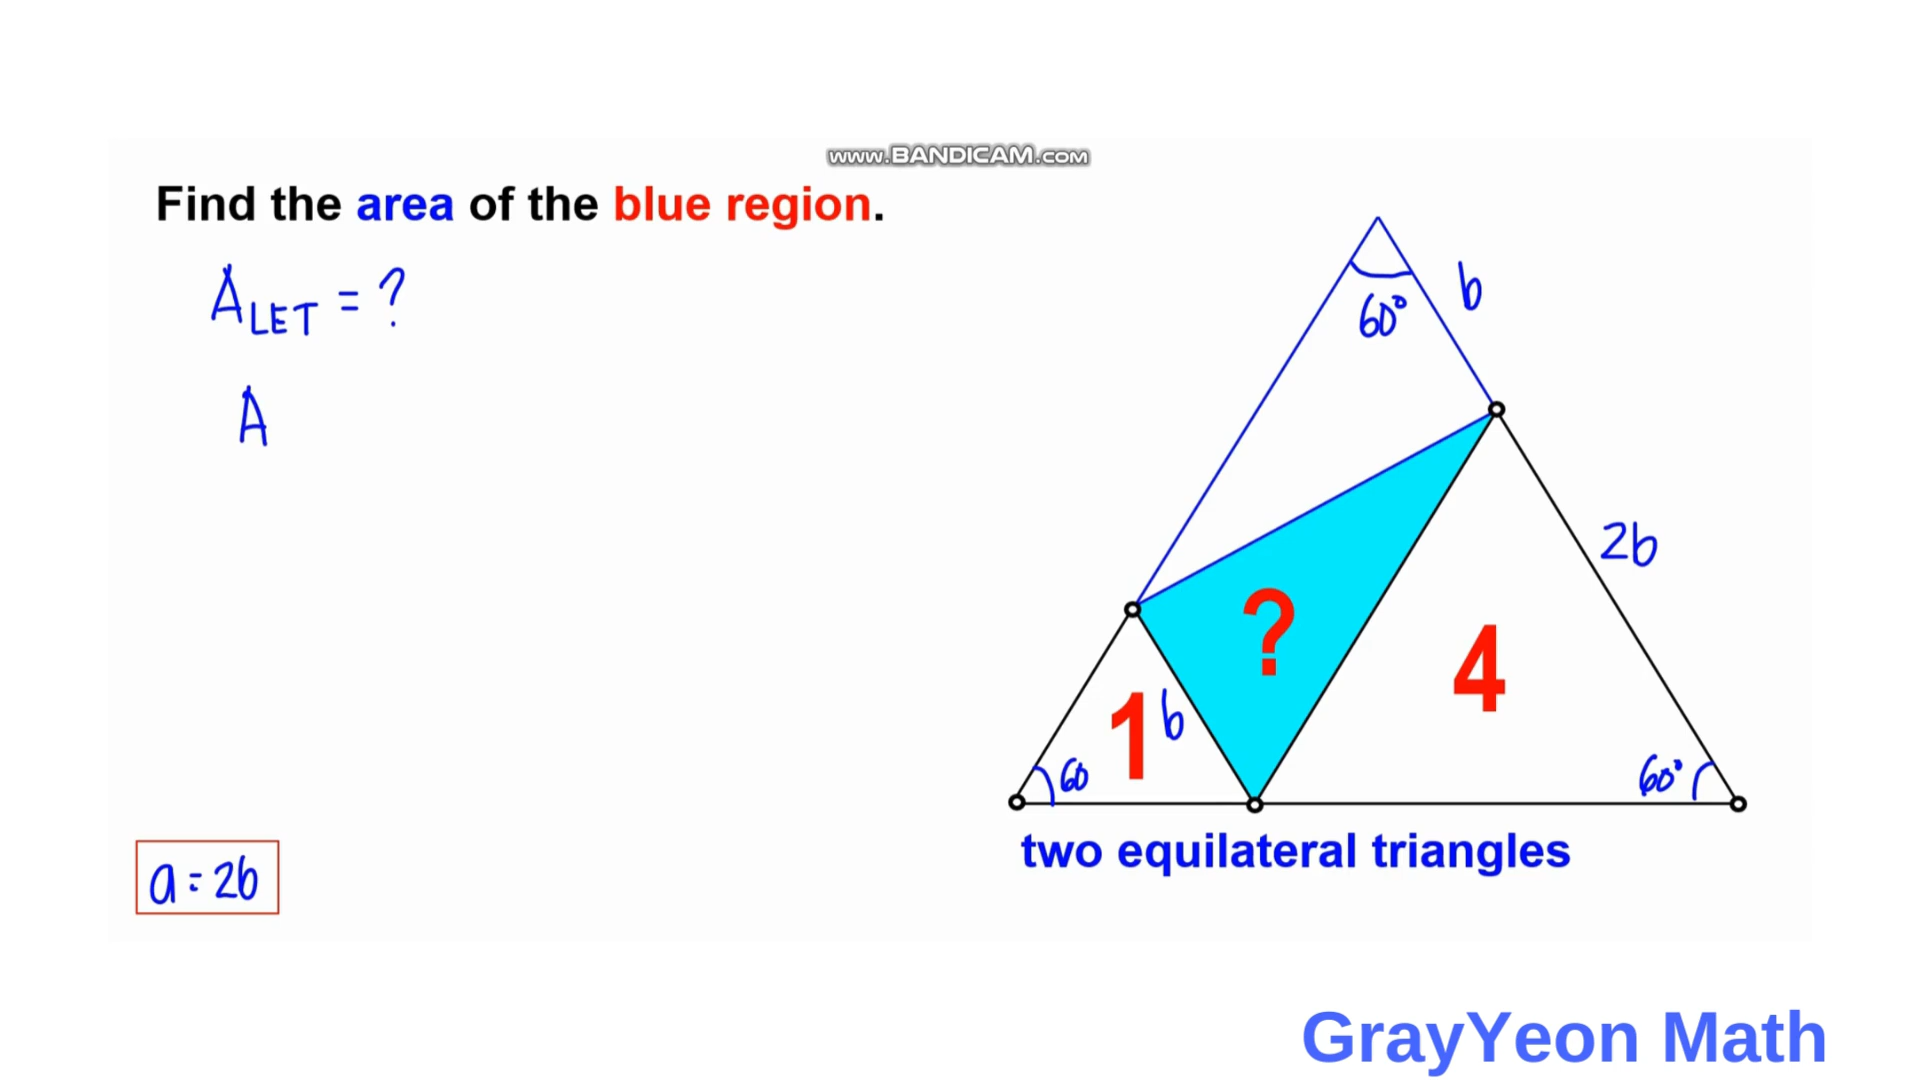 www.BANDICAM.com
Find the area of the blue region.
A LET = ?
A
60°
b
2b
?
4
1
b
60
60°
two equilateral triangles
a = 2b
GrayYeon Math